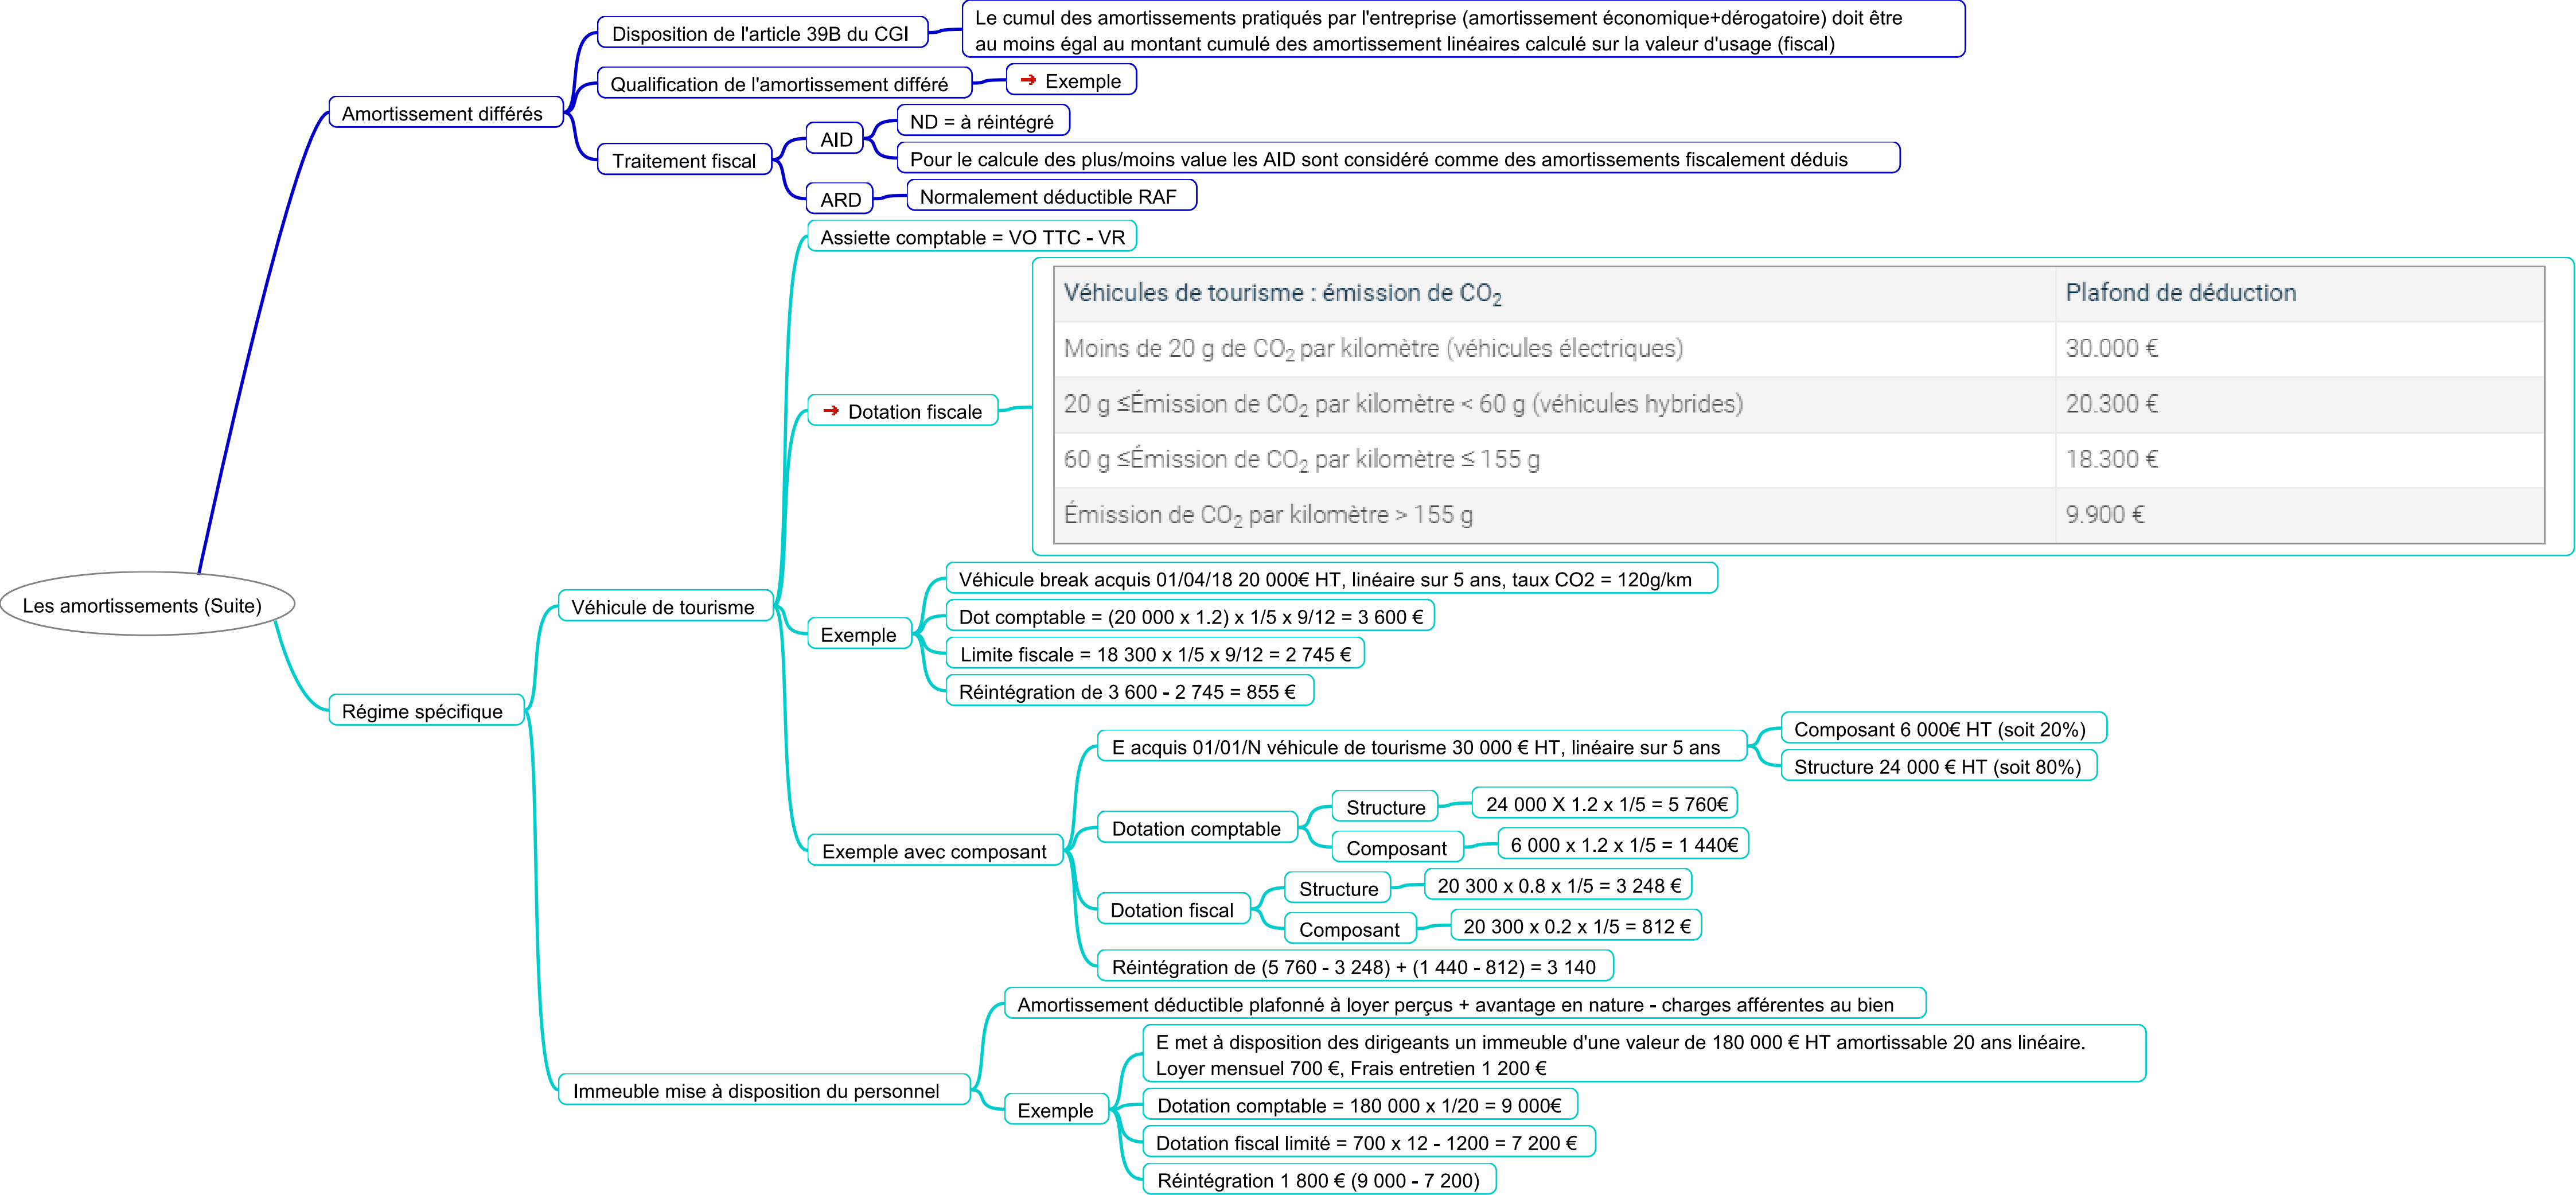 Les amortissements (Suite)
Amortissement différés
Disposition de l'article 39B du CGI
Le cumul des amortissements pratiqués par l'entreprise (amortissement économique+dérogatoire) doit être
au moins égal au montant cumulé des amortissement linéaires calculé sur la valeur d'usage (fiscal)
Qualification de l'amortissement différé
Exemple
Traitement fiscal
AID
ND = à réintégré
Pour le calcule des plus/moins value les AID sont considéré comme des amortissements fiscalement déduis
ARD
Normalement déductible RAF
Régime spécifique
Véhicule de tourisme
Assiette comptable = VO TTC - VR
Dotation fiscale
Véhicules de tourisme : émission de CO₂ Plafond de déduction
Moins de 20 g de CO₂ par kilomètre (véhicules électriques) 30.000 €
20 g ≤Émission de CO₂ par kilomètre < 60 g (véhicules hybrides) 20.300 €
60 g ≤Émission de CO₂ par kilomètre ≤ 155 g 18.300 €
Émission de CO₂ par kilomètre > 155 g 9.900 €
Exemple
Véhicule break acquis 01/04/18 20 000€ HT, linéaire sur 5 ans, taux CO2 = 120g/km
Dot comptable = (20 000 x 1.2) x 1/5 x 9/12 = 3 600 €
Limite fiscale = 18 300 x 1/5 x 9/12 = 2 745 €
Réintégration de 3 600 - 2 745 = 855 €
Exemple avec composant
E acquis 01/01/N véhicule de tourisme 30 000 € HT, linéaire sur 5 ans
Composant 6 000€ HT (soit 20%)
Structure 24 000 € HT (soit 80%)
Dotation comptable
Structure
24 000 X 1.2 x 1/5 = 5 760€
Composant
6 000 x 1.2 x 1/5 = 1 440€
Dotation fiscal
Structure
20 300 x 0.8 x 1/5 = 3 248 €
Composant
20 300 x 0.2 x 1/5 = 812 €
Réintégration de (5 760 - 3 248) + (1 440 - 812) = 3 140
Immeuble mise à disposition du personnel
Amortissement déductible plafonné à loyer perçus + avantage en nature - charges afférentes au bien
Exemple
E met à disposition des dirigeants un immeuble d'une valeur de 180 000 € HT amortissable 20 ans linéaire.
Loyer mensuel 700 €, Frais entretien 1 200 €
Dotation comptable = 180 000 x 1/20 = 9 000€
Dotation fiscal limité = 700 x 12 - 1200 = 7 200 €
Réintégration 1 800 € (9 000 - 7 200)